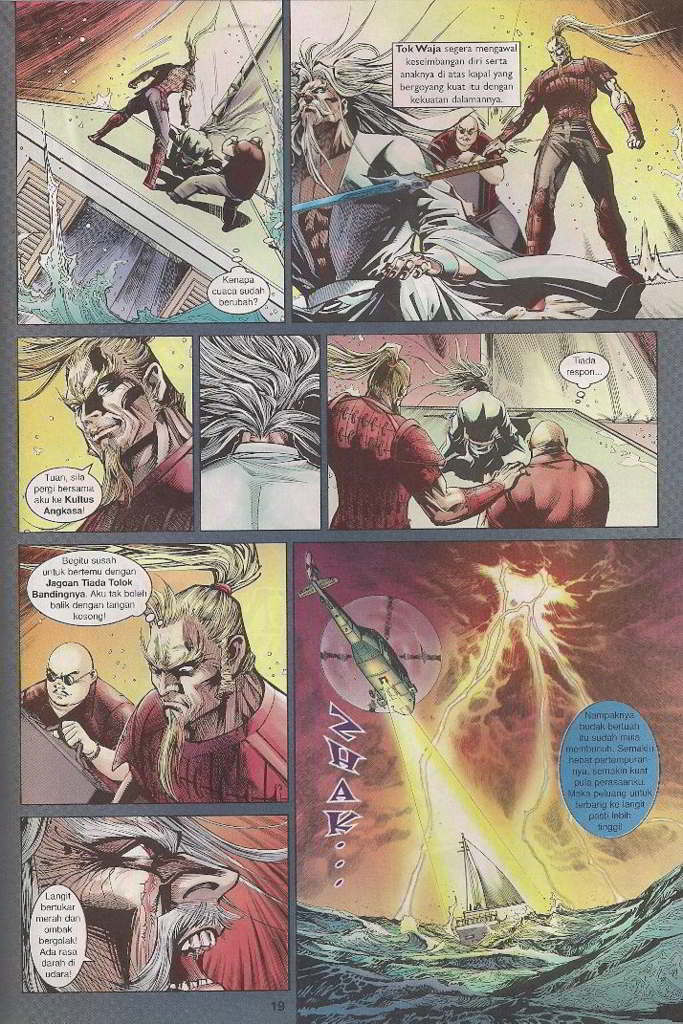 Kenapa
cuaca sudah
berubah?
Tok Waja segera mengawal
keseimbangan diri serta
anaknya di atas kapal yang
bergoyang kuat itu dengan
kekuatan dalamannya.
Tuan, sila
pergi bersama
aku ke Kultus
Angkasa!
Tiada
respon...
Begitu susah
untuk bertemu dengan
Jagoan Tiada Tolok
Bandingnya. Aku tak boleh
balik dengan tangan
kosong!
ZHAK...
Nampaknya
budak bertuah
itu sudah mula
membunuh. Semakin
hebat pertempuran-
nya, semakin kuat
pula perasaanku.
Maka peluang untuk
terbang ke langit
pasti lebih
tinggi!
Langit
bertukar
merah dan
ombak
bergolak!
Ada rasa
darah di
udara!
19